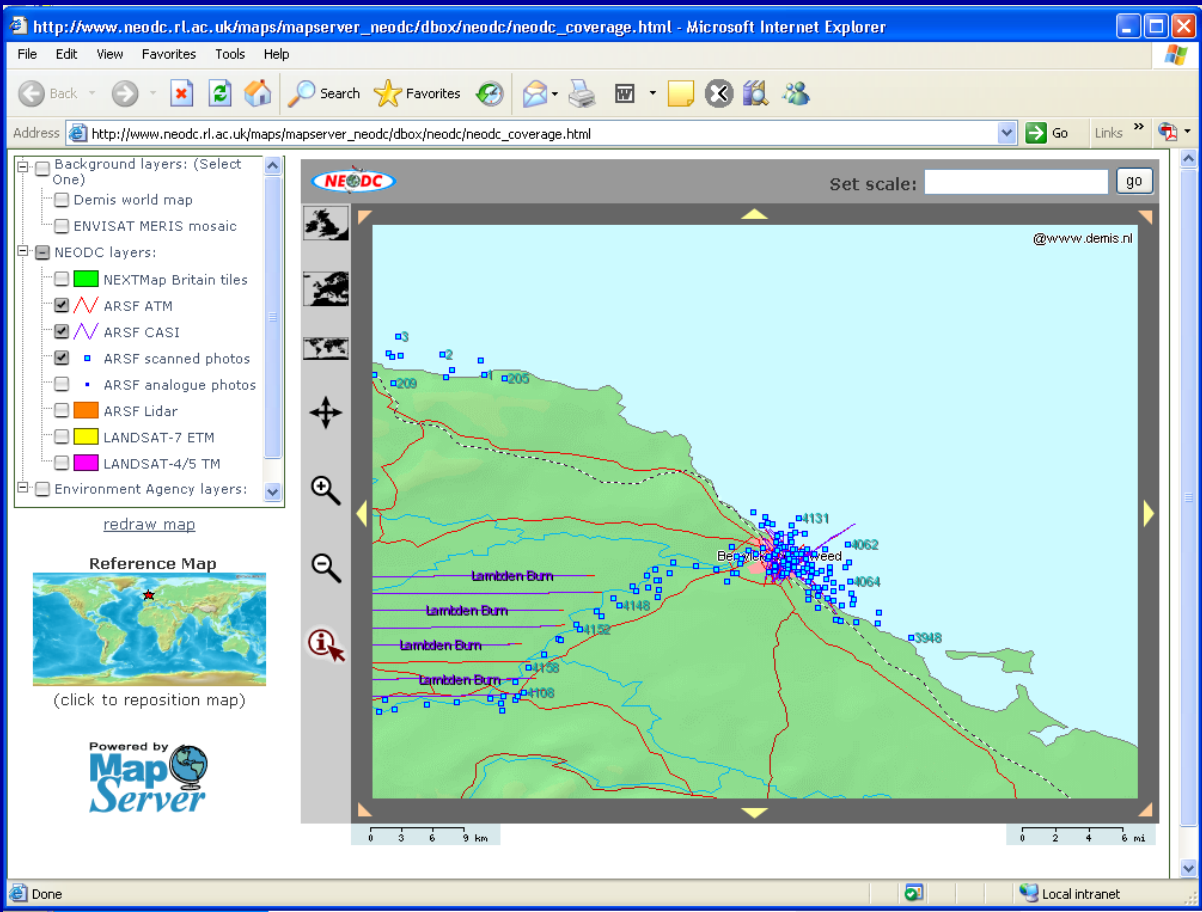 http://www.neodc.rl.ac.uk/maps/mapserver_neodc/dbox/neodc/neodc_coverage.html - Microsoft Internet Explorer
File Edit View Favorites Tools Help
Back Search Favorites
Address http://www.neodc.rl.ac.uk/maps/mapserver_neodc/dbox/neodc/neodc_coverage.html Go Links »
Background layers: (Select
One)
Demis world map
ENVISAT MERIS mosaic
NEODC layers:
NEXTMap Britain tiles
ARSF ATM
ARSF CASI
ARSF scanned photos
ARSF analogue photos
ARSF Lidar
LANDSAT-7 ETM
LANDSAT-4/5 TM
Environment Agency layers:
redraw map
Reference Map
(click to reposition map)
Powered by
Map
Server
NEODC
Set scale: go
@www.demis.nl
3
2
1
205
209
4131
4062
4064
Lambden Burn
4148
Lambden Burn
4152
3948
Lambden Burn
4158
Lambden Burn
4108
0 3 6 9 km
0 2 4 6 mi
Done
Local intranet